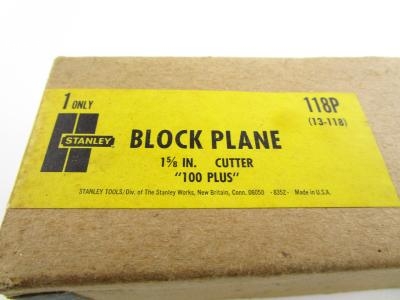 1 ONLY
118P
(13-118)
STANLEY
BLOCK PLANE
1⅝ IN. CUTTER
"100 PLUS"
STANLEY TOOLS/Div. of The Stanley Works, New Britain, Conn. 06050 -8352- Made in U.S.A.